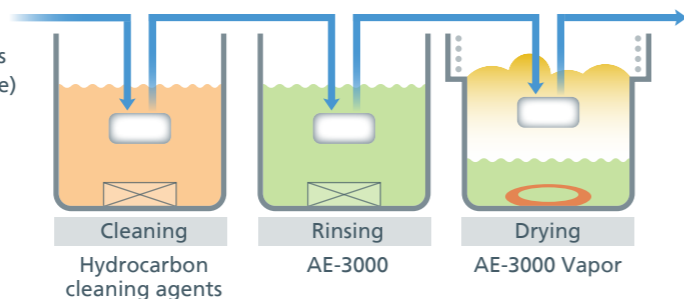 s
e)
Cleaning
Rinsing
Drying
Hydrocarbon
cleaning agents
AE-3000
AE-3000 Vapor